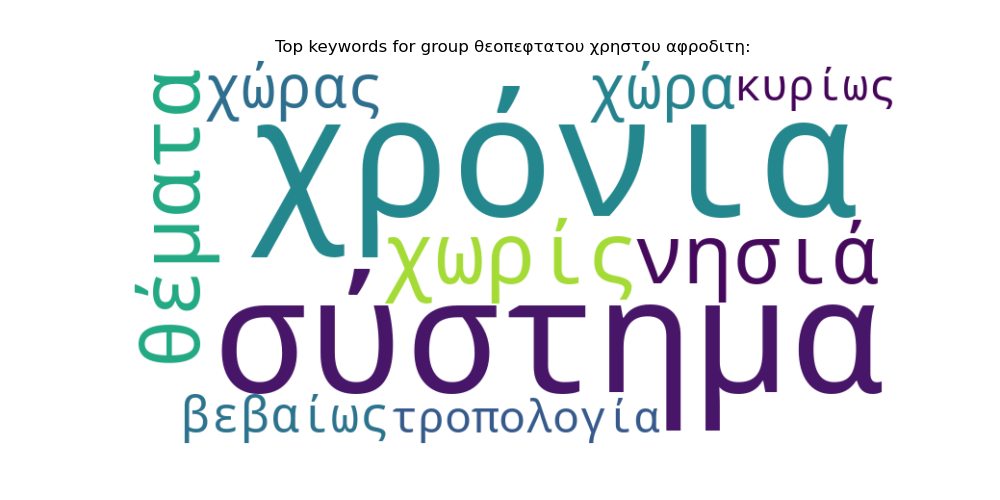 Top keywords for group θεοπεφτατου χρηστου αφροδιτη:
χώρας χώρα κυρίως
θέματα
χρόνια
χωρίς νησιά
σύστημα
βεβαίως τροπολογία